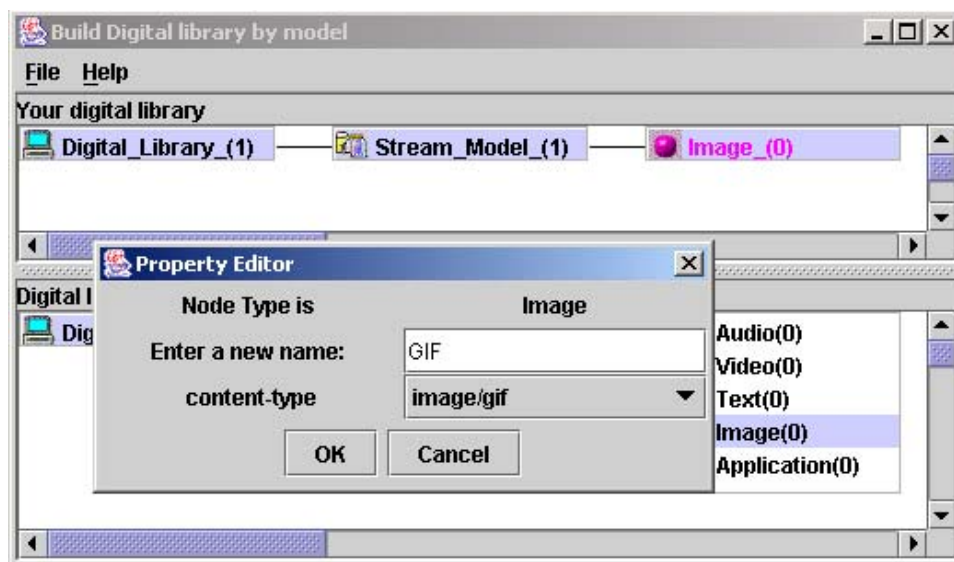 Build Digital library by model
File Help
Your digital library
Digital_Library_(1) Stream_Model_(1) Image_(0)
Property Editor
Digital l
Node Type is Image
Dig
Enter a new name: GIF
content-type image/gif
OK Cancel
Audio(0)
Video(0)
Text(0)
Image(0)
Application(0)